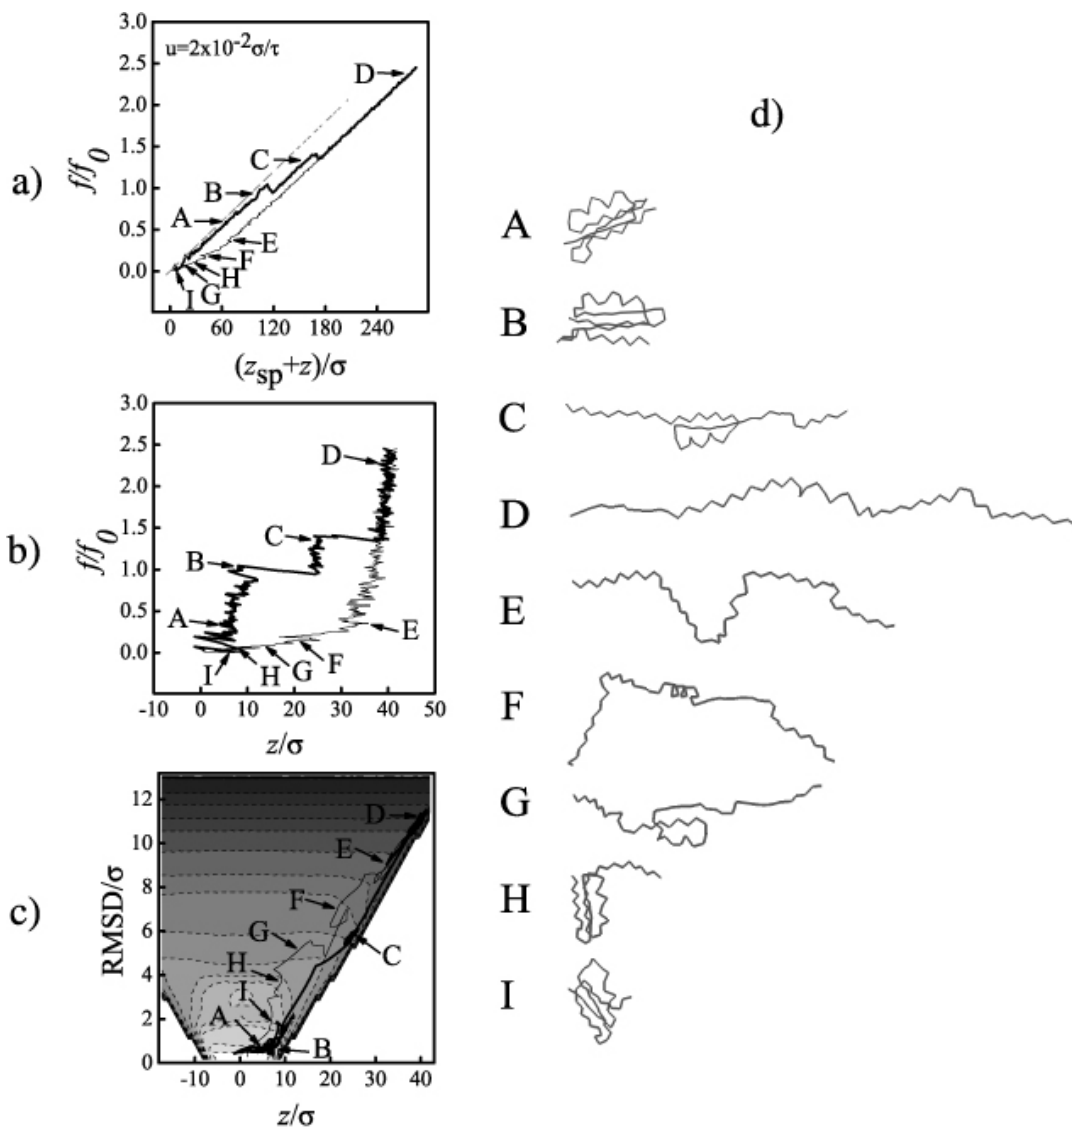 a)
u=2x10⁻²σ/τ
f/f₀
3.0
2.5
2.0
1.5
1.0
0.5
0.0
D
C
B
A
E
F
H
G
I
0 60 120 180 240
(z_sp+z)/σ
b)
f/f₀
3.0
2.5
2.0
1.5
1.0
0.5
0.0
D
C
B
A
E
F
G
H
I
-10 0 10 20 30 40 50
z/σ
c)
RMSD/σ
12
10
8
6
4
2
0
D
E
F
G
C
H
I
A
B
-10 0 10 20 30 40
z/σ
d)
A
B
C
D
E
F
G
H
I